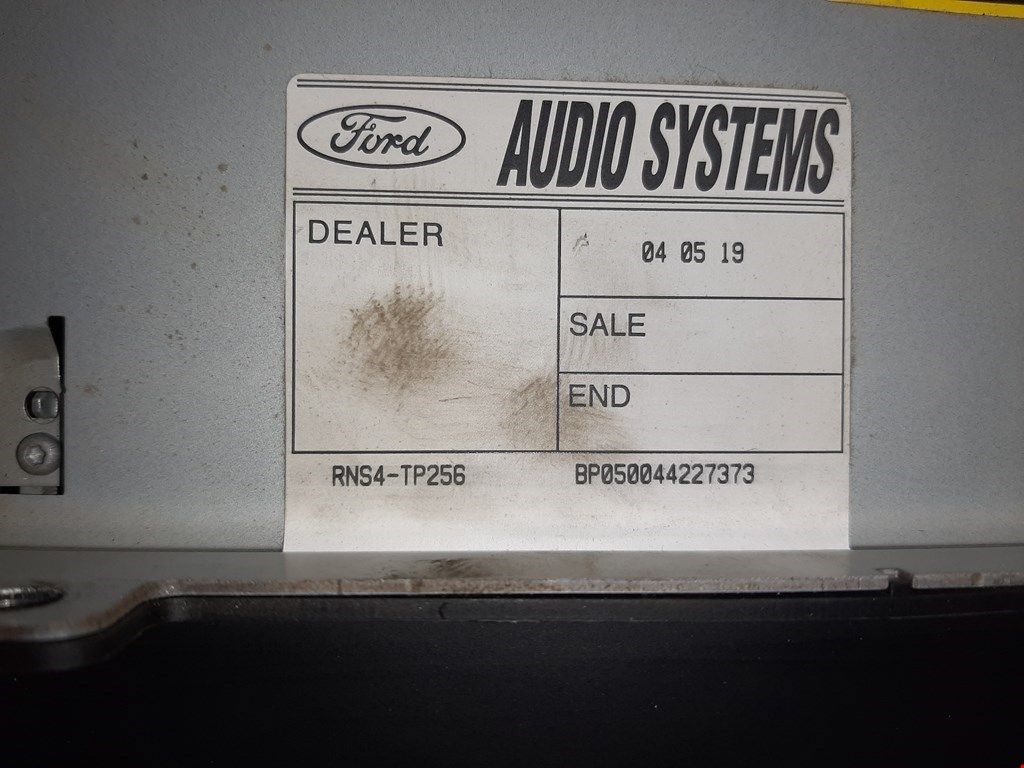 Ford
AUDIO SYSTEMS
DEALER
04 05 19
SALE
END
RNS4-TP256
BP050044227373